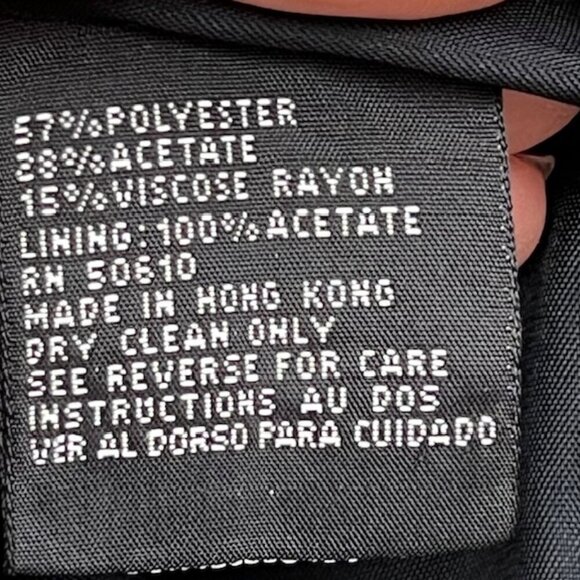 57% POLYESTER
28% ACETATE
15% VISCOSE RAYON
LINING: 100% ACETATE
RN 50610
MADE IN HONG KONG
DRY CLEAN ONLY
SEE REVERSE FOR CARE
INSTRUCTIONS AU DOS
VER AL DORSO PARA CUIDADO